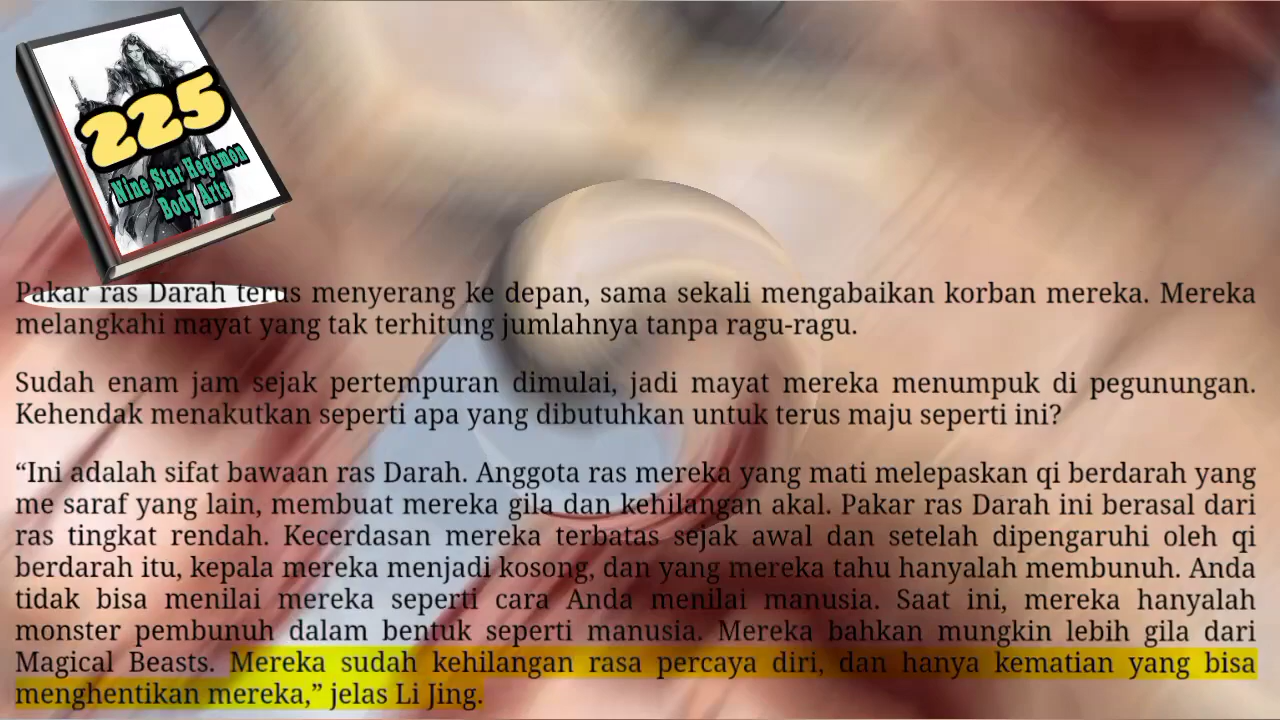 225
Nine Star Hegemon
Body Arts
Pakar ras Darah terus menyerang ke depan, sama sekali mengabaikan korban mereka. Mereka
melangkahi mayat yang tak terhitung jumlahnya tanpa ragu-ragu.
Sudah enam jam sejak pertempuran dimulai, jadi mayat mereka menumpuk di pegunungan.
Kehendak menakutkan seperti apa yang dibutuhkan untuk terus maju seperti ini?
“Ini adalah sifat bawaan ras Darah. Anggota ras mereka yang mati melepaskan qi berdarah yang
me saraf yang lain, membuat mereka gila dan kehilangan akal. Pakar ras Darah ini berasal dari
ras tingkat rendah. Kecerdasan mereka terbatas sejak awal dan setelah dipengaruhi oleh qi
berdarah itu, kepala mereka menjadi kosong, dan yang mereka tahu hanyalah membunuh. Anda
tidak bisa menilai mereka seperti cara Anda menilai manusia. Saat ini, mereka hanyalah
monster pembunuh dalam bentuk seperti manusia. Mereka bahkan mungkin lebih gila dari
Magical Beasts. Mereka sudah kehilangan rasa percaya diri, dan hanya kematian yang bisa
menghentikan mereka,” jelas Li Jing.